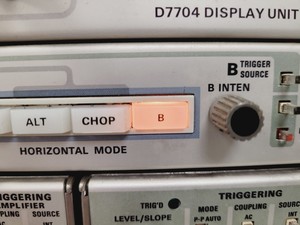 D7704 DISPLAY UNIT
B TRIGGER
SOURCE
B INTEN
ALT CHOP B
HORIZONTAL MODE
TRIGGERING
AMPLIFIER
COUPLING SOURCE
INT
TRIG'D
LEVEL/SLOPE
TRIGGERING
MODE COUPLING SOURCE
P-P AUTO AC INT